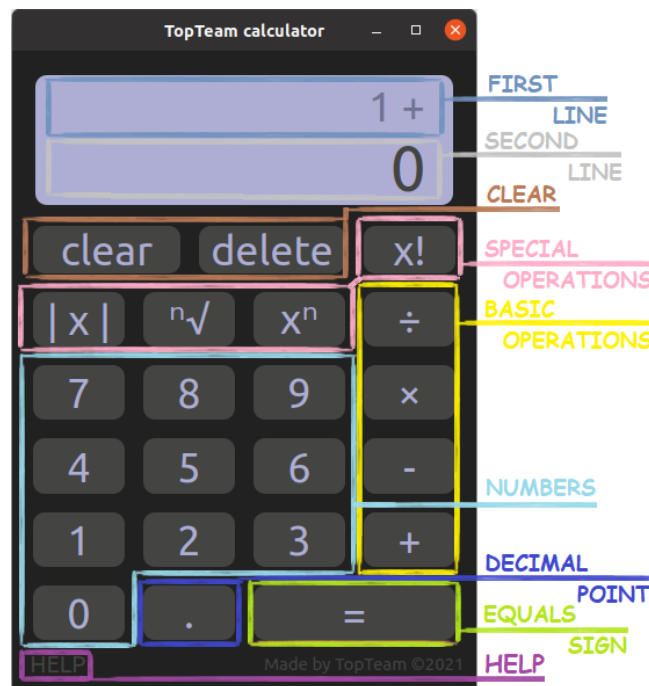 TopTeam calculator
1 +
FIRST
LINE
0
SECOND
LINE
CLEAR
clear delete x!
SPECIAL
OPERATIONS
|x| ⁿ√ xⁿ ÷
BASIC
OPERATIONS
7 8 9 ×
4 5 6 -
NUMBERS
1 2 3 +
DECIMAL
POINT
0 . =
EQUALS
SIGN
HELP Made by TopTeam ©2021
HELP